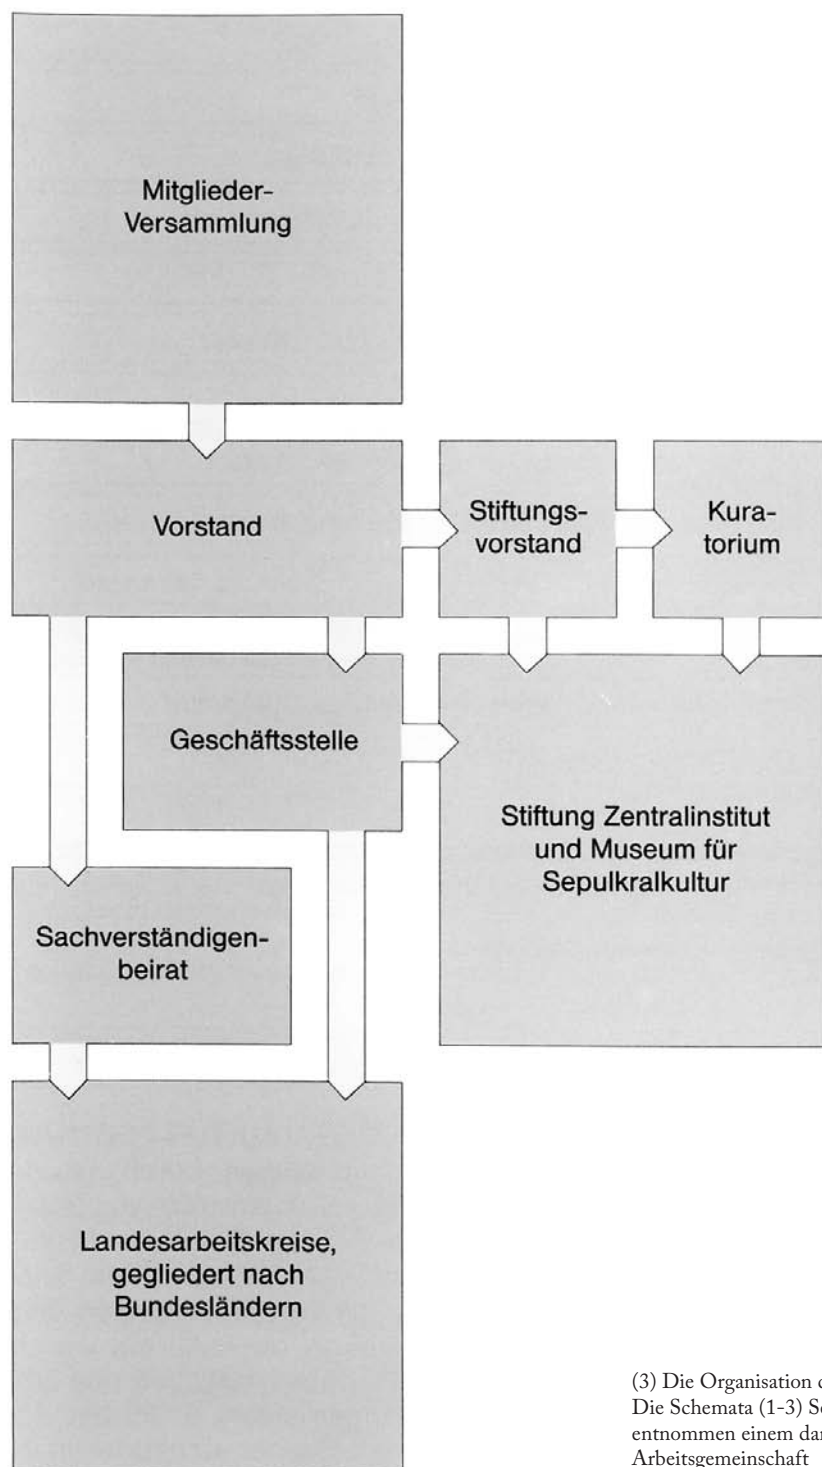 Mitglieder-
Versammlung
Vorstand
Stiftungs-
vorstand
Kura-
torium
Geschäftsstelle
Stiftung Zentralinstitut
und Museum für
Sepulkralkultur
Sachverständigen-
beirat
Landesarbeitskreise,
gegliedert nach
Bundesländern
(3) Die Organisation
Die Schemata (1-3)
entnommen einem
Arbeitsgemeinschaft